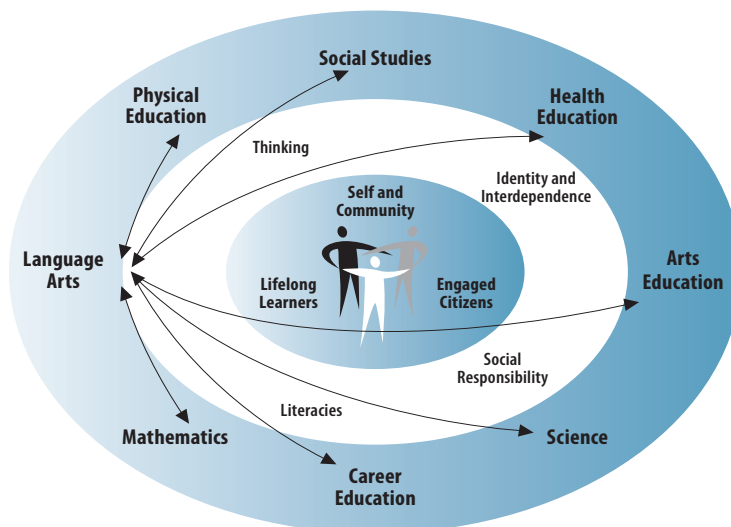 Social Studies
Physical
Education
Health
Education
Thinking
Identity and
Interdependence
Self and
Community
Language
Arts
Lifelong
Learners
Engaged
Citizens
Arts
Education
Social
Responsibility
Literacies
Mathematics
Science
Career
Education